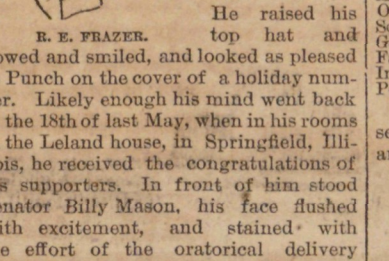 He raised his
R. E. FRAZER. top hat and
owed and smiled, and looked as pleased
Punch on the cover of a holiday num-
er. Likely enough his mind went back
the 18th of last May, when in his rooms
the Leland house, in Springfield, Illi-
ois, he received the congratulations of
s supporters. In front of him stood
enator Billy Mason, his face flushed
ith excitement, and stained with
e effort of the oratorical delivery